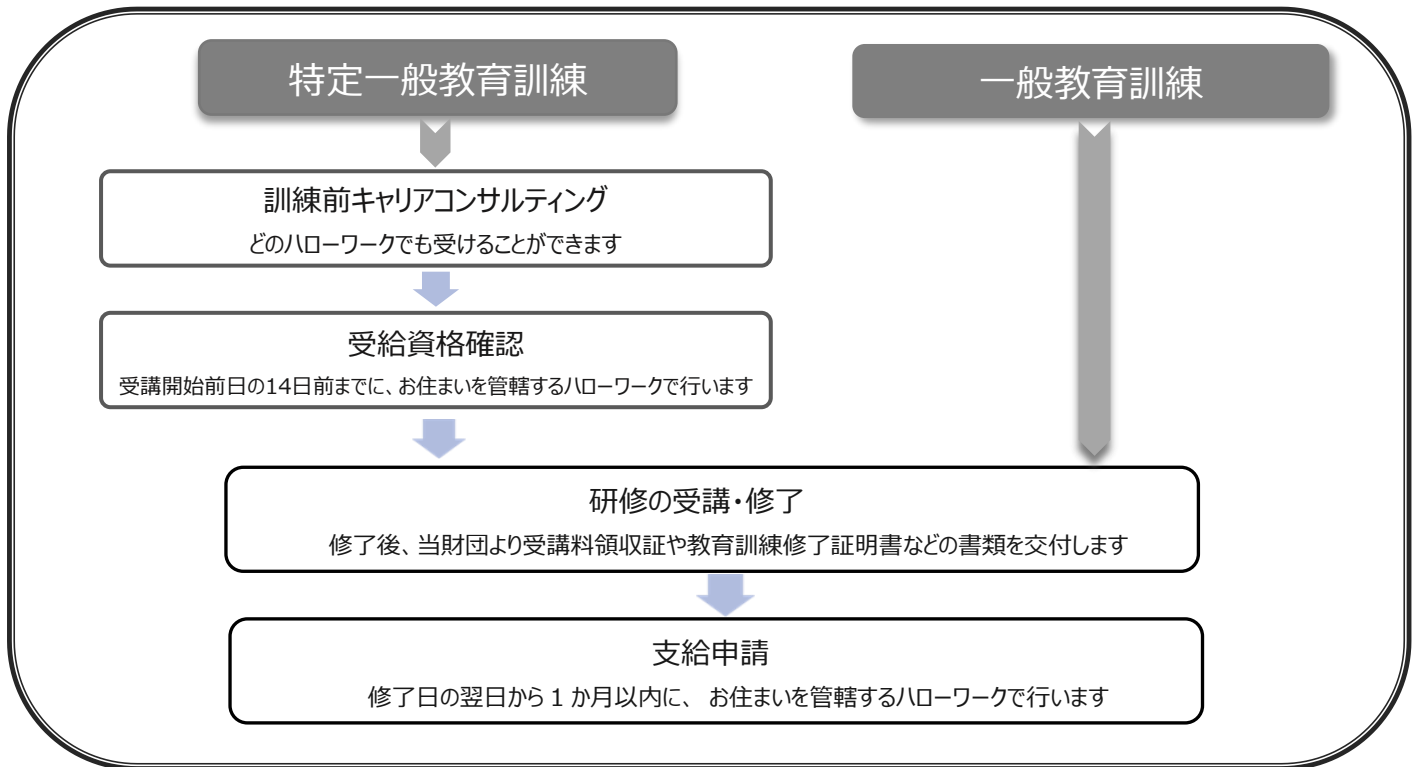 特定一般教育訓練
一般教育訓練
訓練前キャリアコンサルティング
どのハローワークでも受けることができます
受給資格確認
受講開始前日の14日前までに、お住まいを管轄するハローワークで行います
研修の受講・修了
修了後、当財団より受講料領収証や教育訓練修了証明書などの書類を交付します
支給申請
修了日の翌日から 1 か月以内に、 お住まいを管轄するハローワークで行います